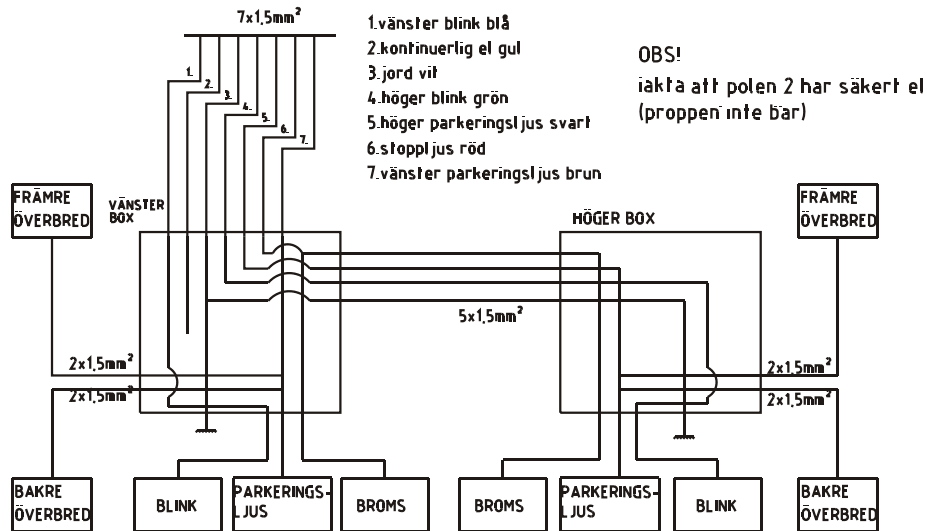 7x1,5mm²
1.vänster blink blå
2.kontinuerlig el gul
3.jord vit
4.höger blink grön
5.höger parkeringsljus svart
6.stoppljus röd
7.vänster parkeringsljus brun
OBS!
iakta att polen 2 har säkert el
(proppen inte bar)
1.
2.
3.
4.
5.
6.
7.
FRÄMRE
ÖVERBRED
VÄNSTER
BOX
HÖGER BOX
FRÄMRE
ÖVERBRED
5x1,5mm²
2x1,5mm²
2x1,5mm²
2x1,5mm²
2x1,5mm²
BAKRE
ÖVERBRED
BLINK
PARKERINGS-
LJUS
BROMS
BROMS
PARKERINGS-
LJUS
BLINK
BAKRE
ÖVERBRED